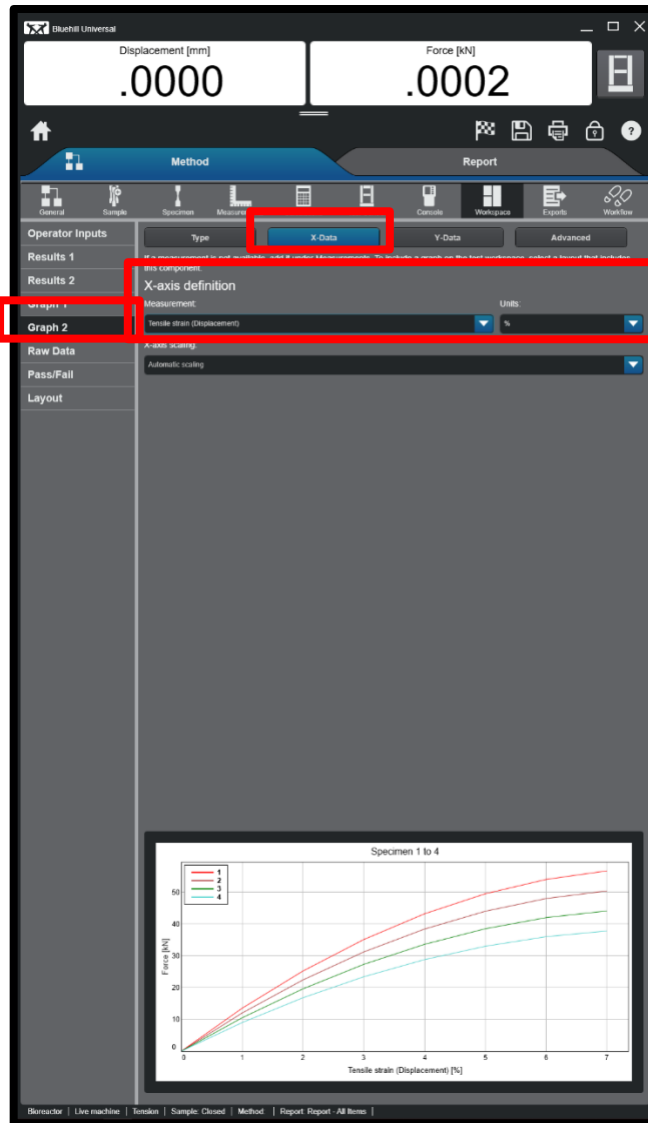 Bluehill Universal
Displacement [mm]
.0000
Force [kN]
.0002
?
Method
Report
General
Sample
Specimen
Console
Workspace
Exports
Workflow
Operator Inputs
Results 1
Results 2
Graph 1
Graph 2
Raw Data
Pass/Fail
Layout
Type
X-Data
Y-Data
Advanced
this component.
X-axis definition
Measurement:
Units:
Tensile strain (Displacement)
%
X-axis scaling:
Automatic scaling
Specimen 1 to 4
1
2
3
4
Force [kN]
50
40
30
20
10
0
0 1 2 3 4 5 6 7
Tensile strain (Displacement) [%]
Bioreactor | Live machine | Tension | Sample: Closed | Method | Report: Report - All Items |